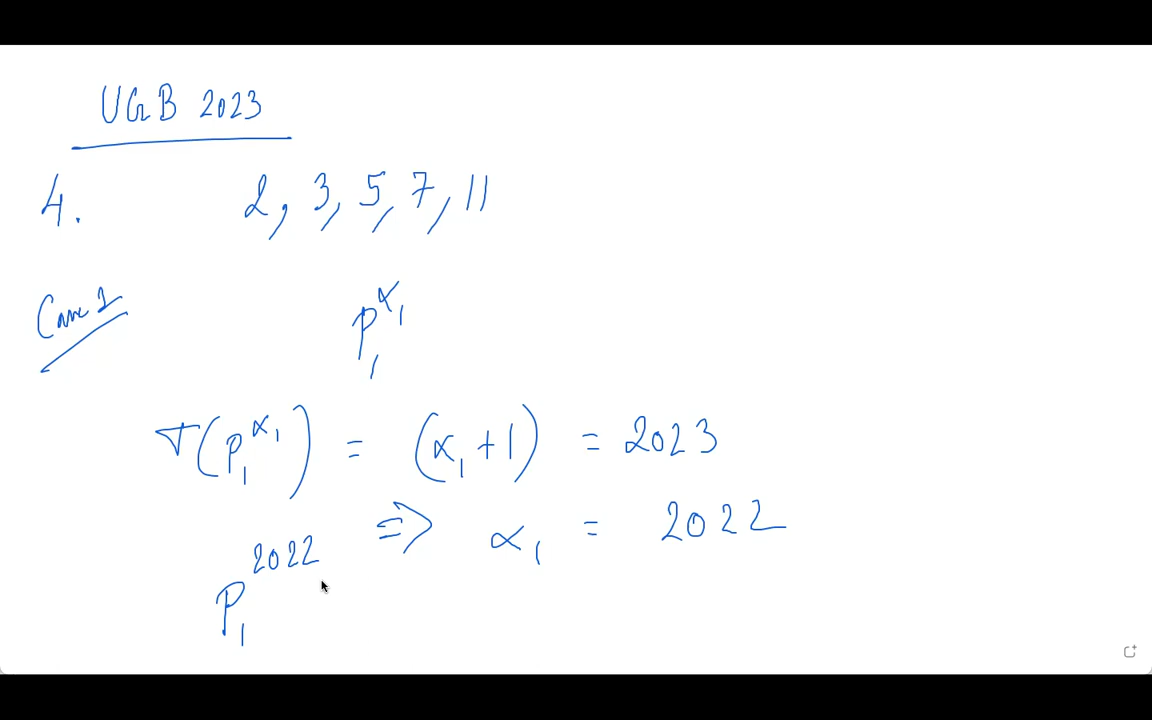 UGB 2023
4. 2, 3, 5, 7, 11
Case 1 p₁^α₁
τ(p₁^α₁) = (α₁+1) = 2023
⇒ α₁ = 2022
p₁^2022